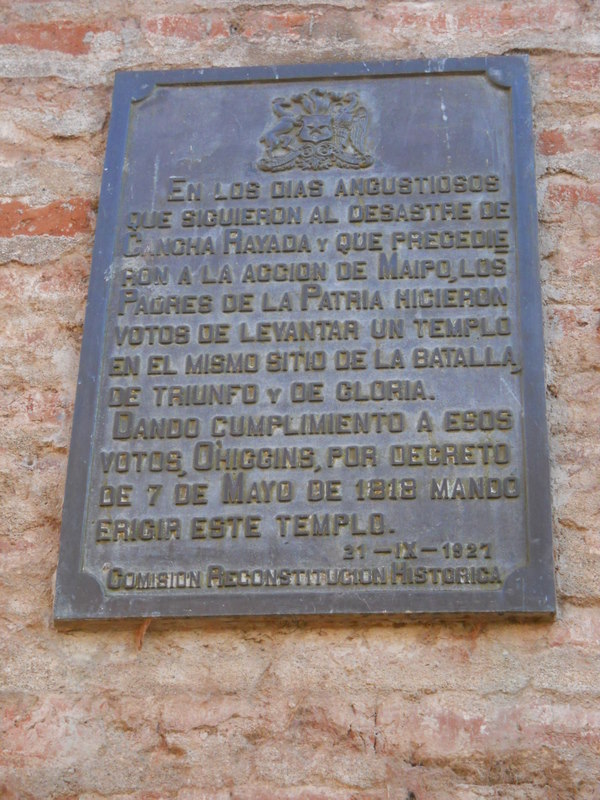 EN LOS DIAS ANGUSTIOSOS
QUE SIGUIERON AL DESASTRE DE
CANCHA RAYADA Y QUE PRECEDIE
RON A LA ACCION DE MAIPO, LOS
PADRES DE LA PATRIA HICIERON
VOTOS DE LEVANTAR UN TEMPLO
EN EL MISMO SITIO DE LA BATALLA,
DE TRIUNFO Y DE GLORIA.
DANDO CUMPLIMIENTO A ESOS
VOTOS, O'HIGGINS, POR DECRETO
DE 7 DE MAYO DE 1818 MANDÓ
ERIGIR ESTE TEMPLO.
21-IX-1927
COMISION RECONSTITUCION HISTORICA